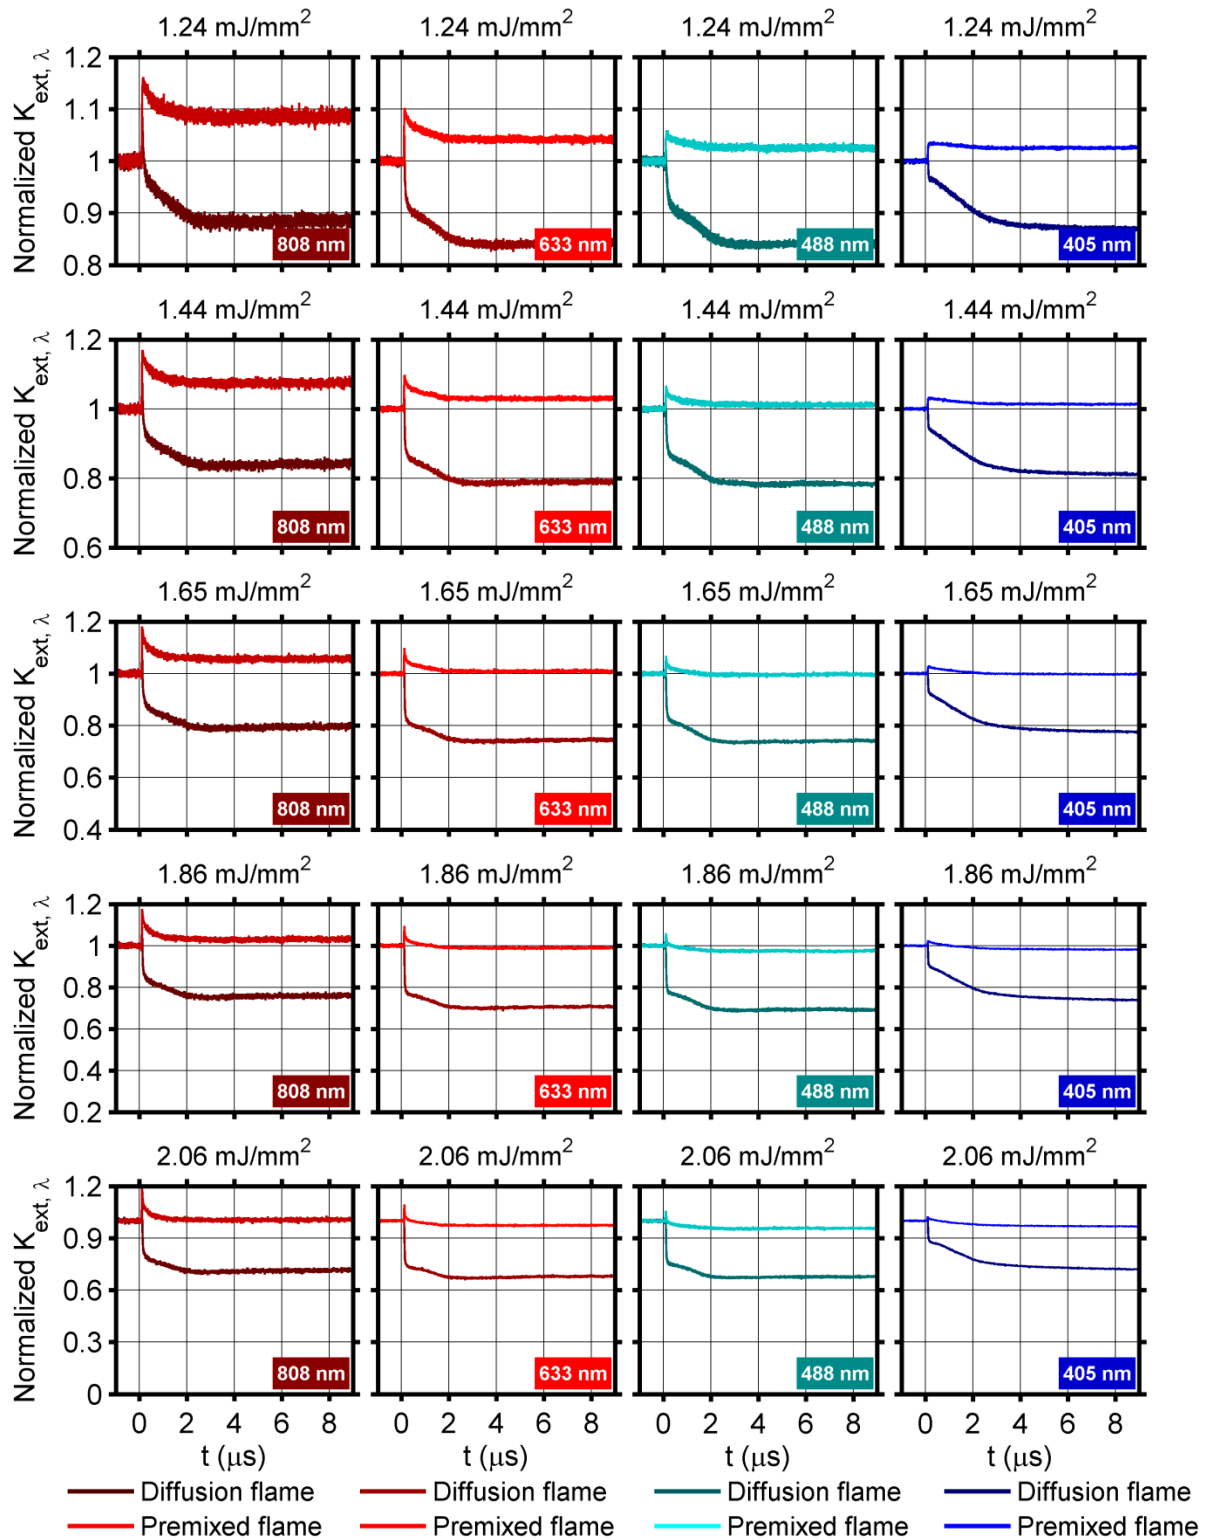 1.24 mJ/mm² 1.24 mJ/mm² 1.24 mJ/mm² 1.24 mJ/mm²
Normalized K_ext, λ
1.2
1.1
1
0.9
0.8
808 nm 633 nm 488 nm 405 nm
1.44 mJ/mm² 1.44 mJ/mm² 1.44 mJ/mm² 1.44 mJ/mm²
Normalized K_ext, λ
1.2
1
0.8
0.6
808 nm 633 nm 488 nm 405 nm
1.65 mJ/mm² 1.65 mJ/mm² 1.65 mJ/mm² 1.65 mJ/mm²
Normalized K_ext, λ
1.2
1
0.8
0.6
0.4
808 nm 633 nm 488 nm 405 nm
1.86 mJ/mm² 1.86 mJ/mm² 1.86 mJ/mm² 1.86 mJ/mm²
Normalized K_ext, λ
1.2
1
0.8
0.6
0.4
0.2
808 nm 633 nm 488 nm 405 nm
2.06 mJ/mm² 2.06 mJ/mm² 2.06 mJ/mm² 2.06 mJ/mm²
Normalized K_ext, λ
1.2
0.9
0.6
0.3
0
808 nm 633 nm 488 nm 405 nm
0 2 4 6 8 0 2 4 6 8 0 2 4 6 8 0 2 4 6 8
t (μs) t (μs) t (μs) t (μs)
Diffusion flame Diffusion flame Diffusion flame Diffusion flame
Premixed flame Premixed flame Premixed flame Premixed flame